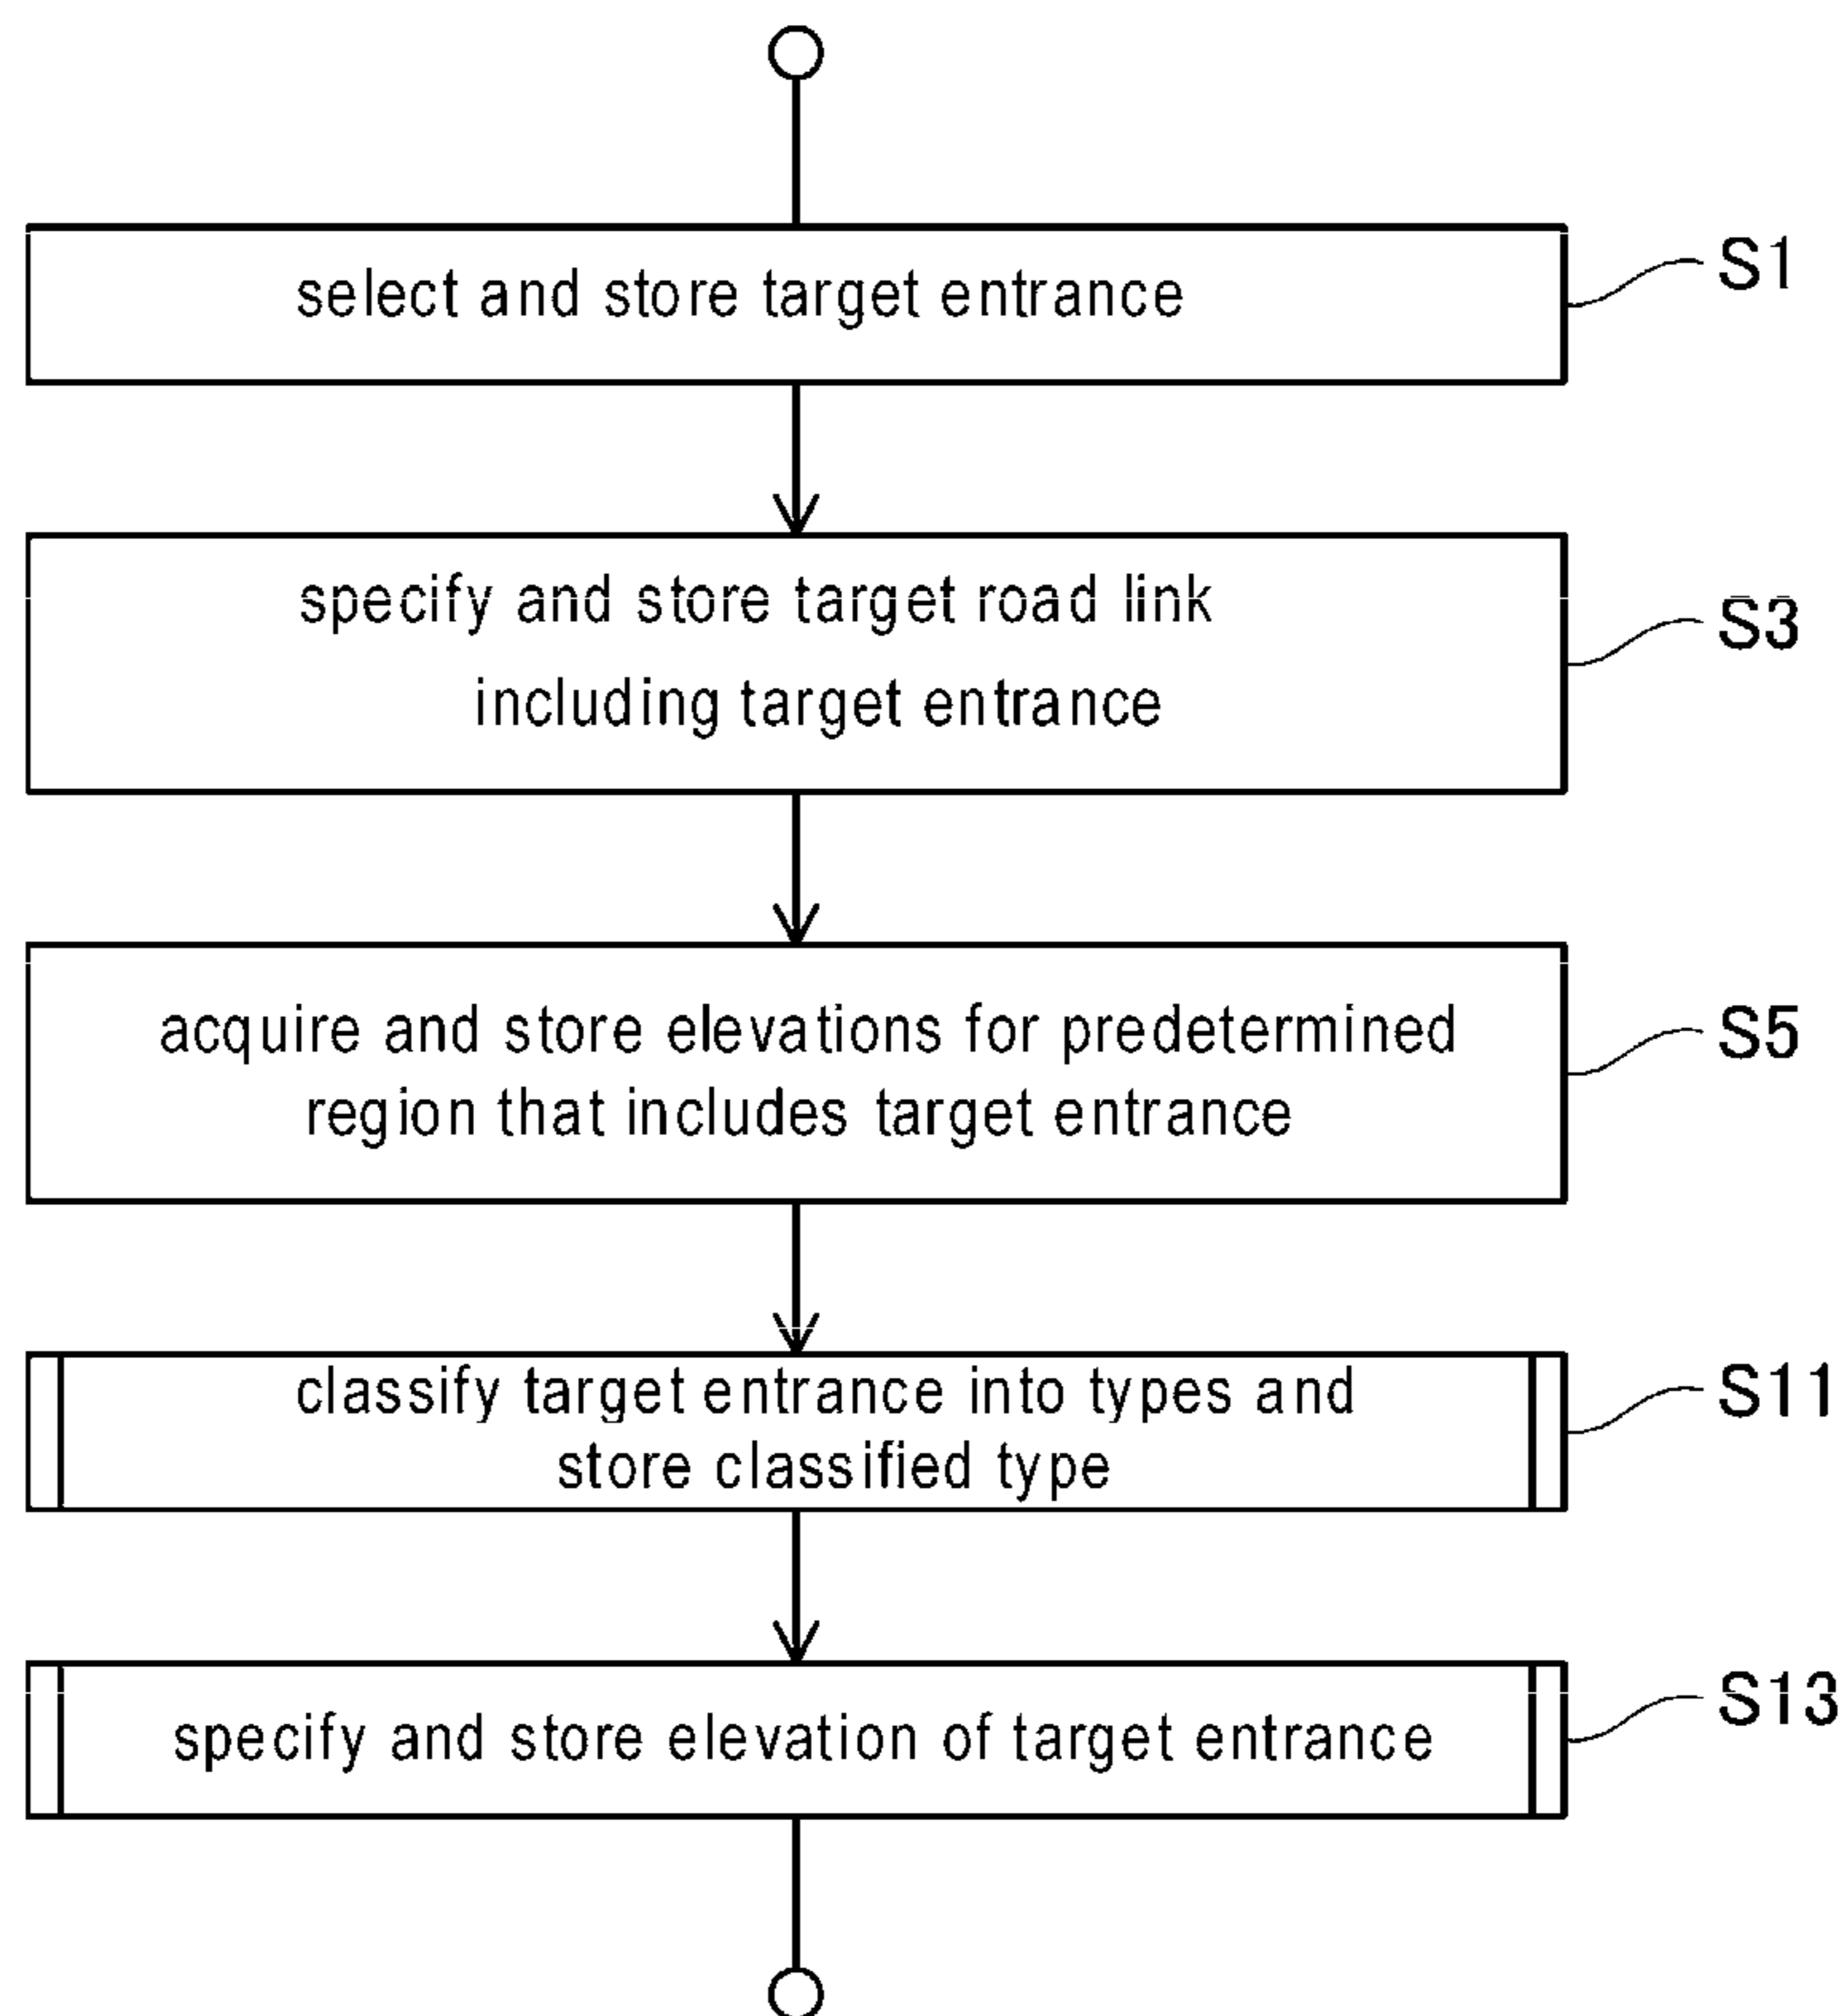 select and store target entrance
S1
specify and store target road link
including target entrance
S3
acquire and store elevations for predetermined
region that includes target entrance
S5
classify target entrance into types and
store classified type
S11
specify and store elevation of target entrance
S13